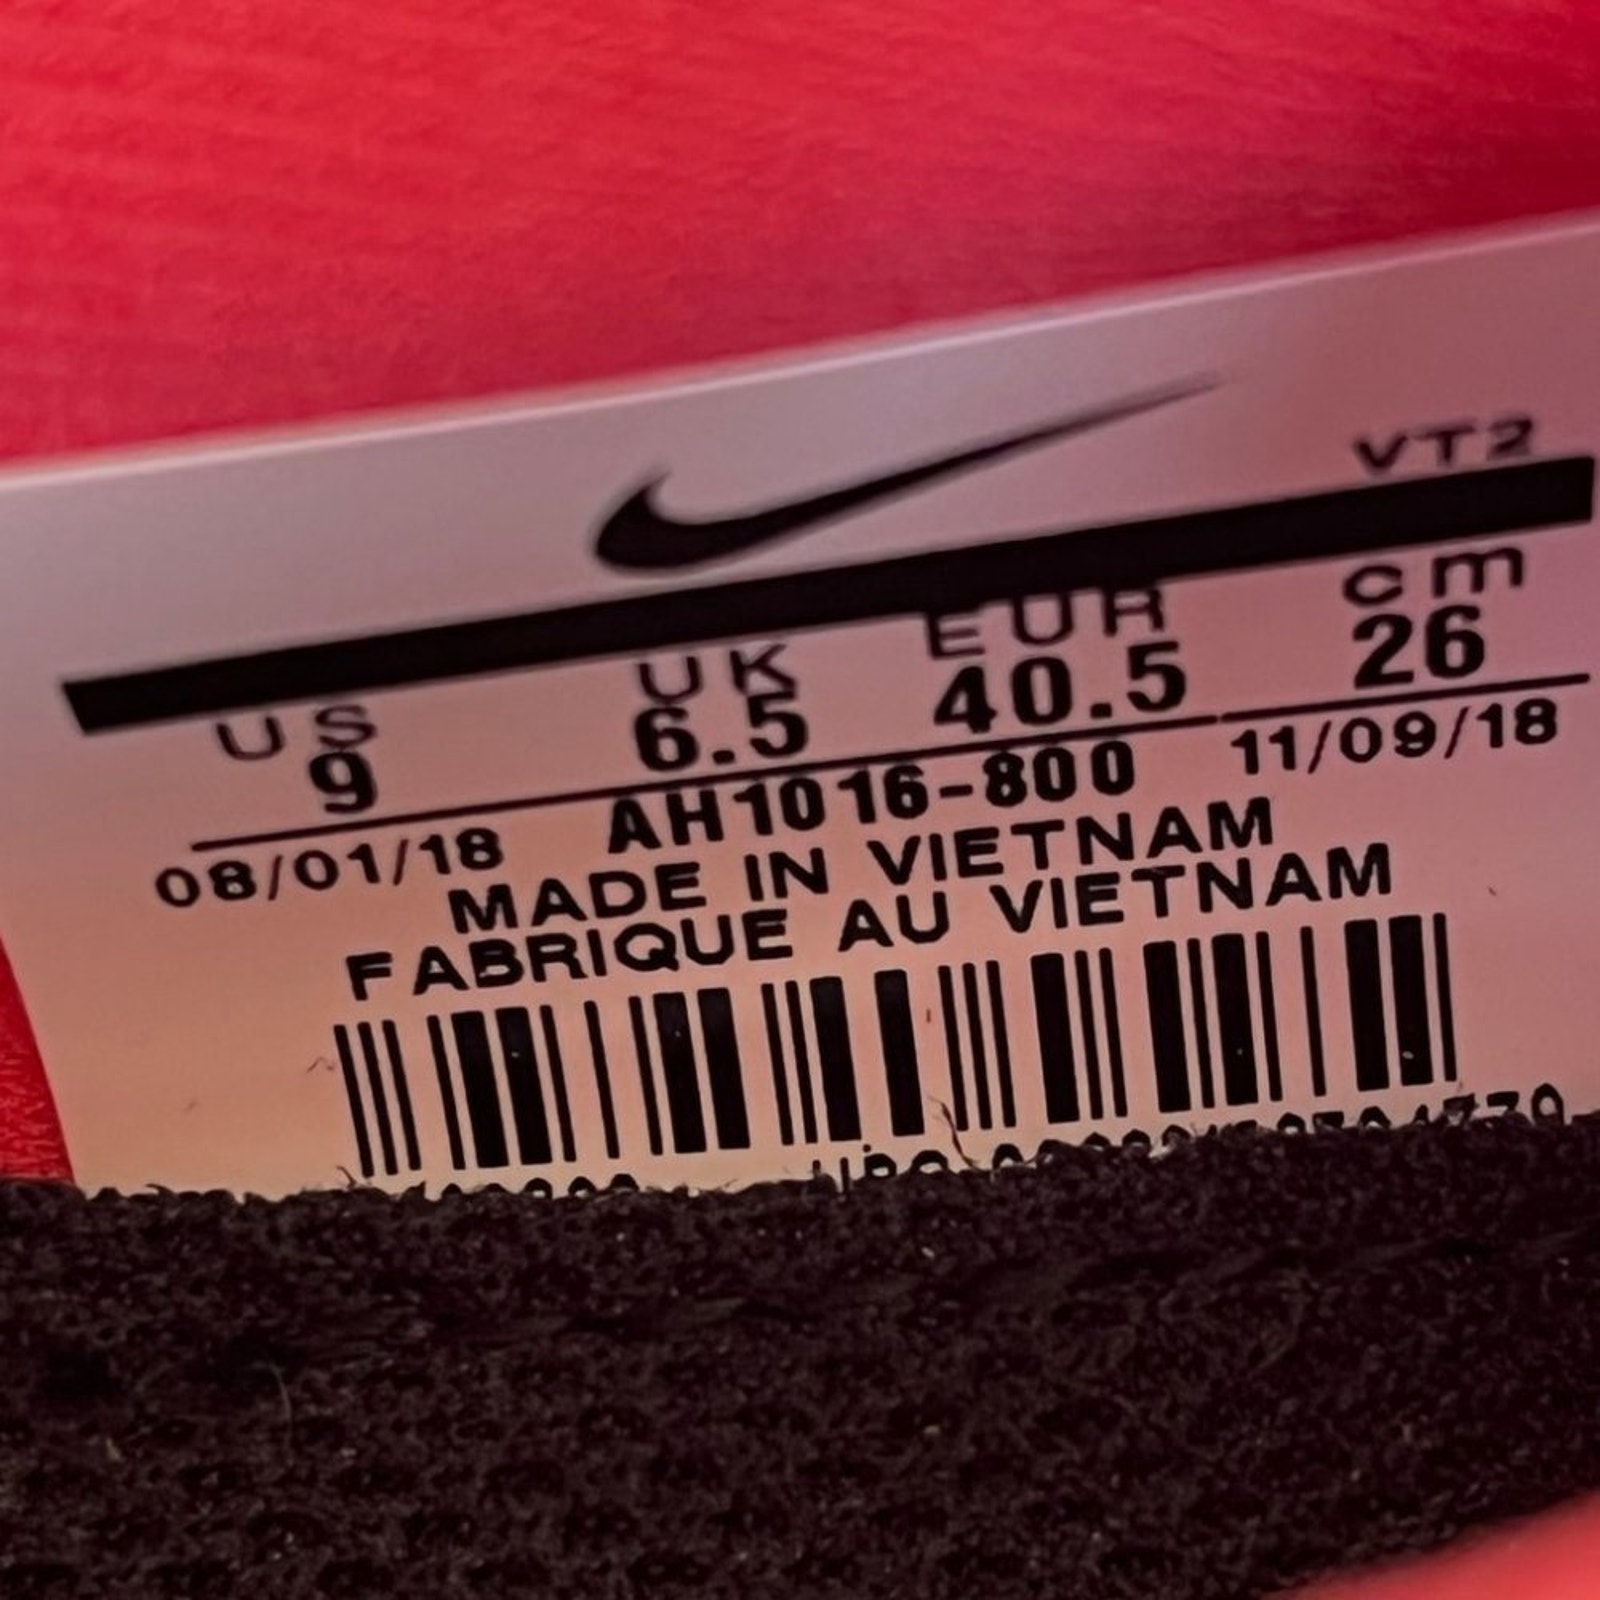 VT2
US UK EUR cm
9 6.5 40.5 26
08/01/18 AH1016-800 11/09/18
MADE IN VIETNAM
FABRIQUE AU VIETNAM